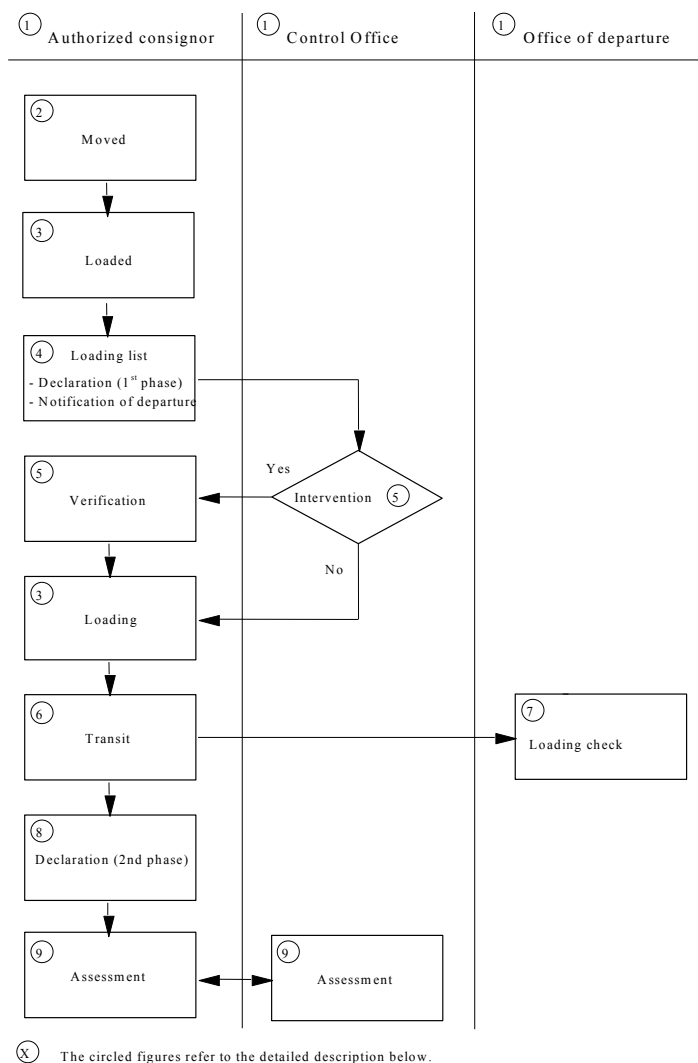 1 Authorized consignor
1 Control Office
1 Office of departure
2
Moved
3
Loaded
4
Loading list
- Declaration (1st phase)
- Notification of departure
Yes
5
Verification
Intervention 5
No
3
Loading
6
Transit
7
Loading check
8
Declaration (2nd phase)
9
Assessment
9
Assessment
X The circled figures refer to the detailed description below.